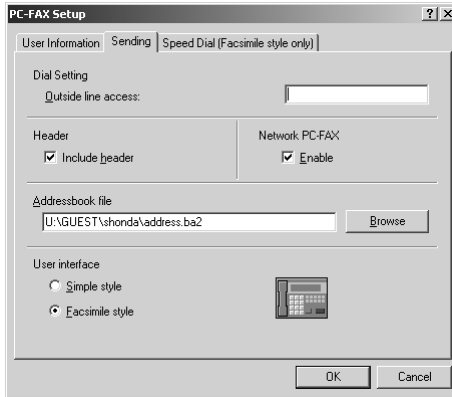 PC-FAX Setup
User Information Sending Speed Dial (Facsimile style only)
Dial Setting
Outside line access:
Header
Include header
Network PC-FAX
Enable
Addressbook file
U:\GUEST\shonda\address.ba2
Browse
User interface
Simple style
Facsimile style
OK Cancel